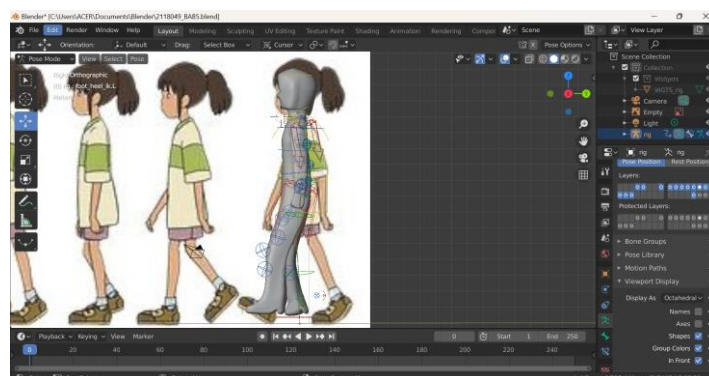 Blender* [C:\Users\ACER\Documents\Blender\2118049_BAB5.blend]
File Edit Render Window Help Layout Modeling Sculpting UV Editing Texture Paint Shading Animation Rendering Scene View Layer
Orientation: Default Drag: Select Box Cursor Pose Options
Pose Mode View Select Pose
Right Orthographic
foot_heel_ik.L
Scene Collection
Collection
Widgets
WGTS_rig
Camera
Empty
Light
rig
rig rig
Pose Position Rest Position
Layers:
Protected Layers:
Bone Groups
Pose Library
Motion Paths
Viewport Display
Display As Octahedral
Names
Axes
Shapes
Group Colors
In Front
Playback Keying View Marker 0 Start 1 End 250
0 20 40 60 80 100 120 140 160 180 200 220 240